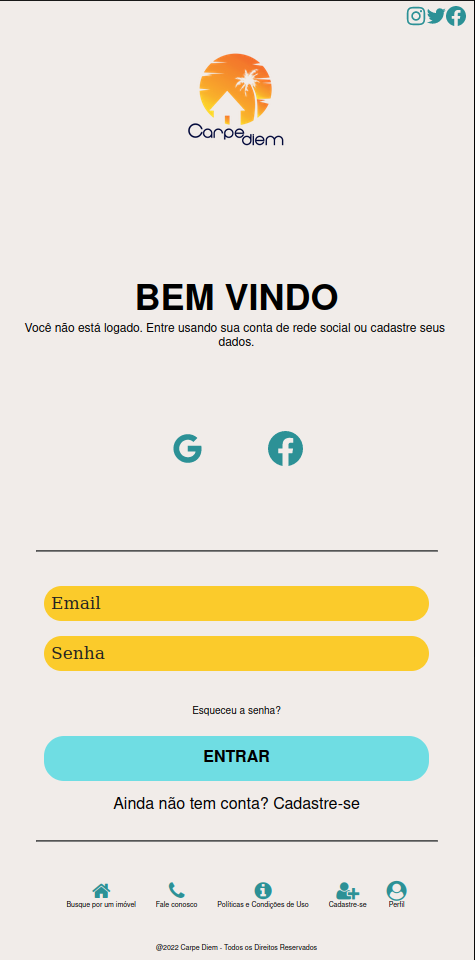 Carpe
diem
BEM VINDO
Você não está logado. Entre usando sua conta de rede social ou cadastre seus
dados.
Email
Senha
Esqueceu a senha?
ENTRAR
Ainda não tem conta? Cadastre-se
Busque por um imóvel Fale conosco Políticas e Condições de Uso Cadastre-se Perfil
@2022 Carpe Diem - Todos os Direitos Reservados